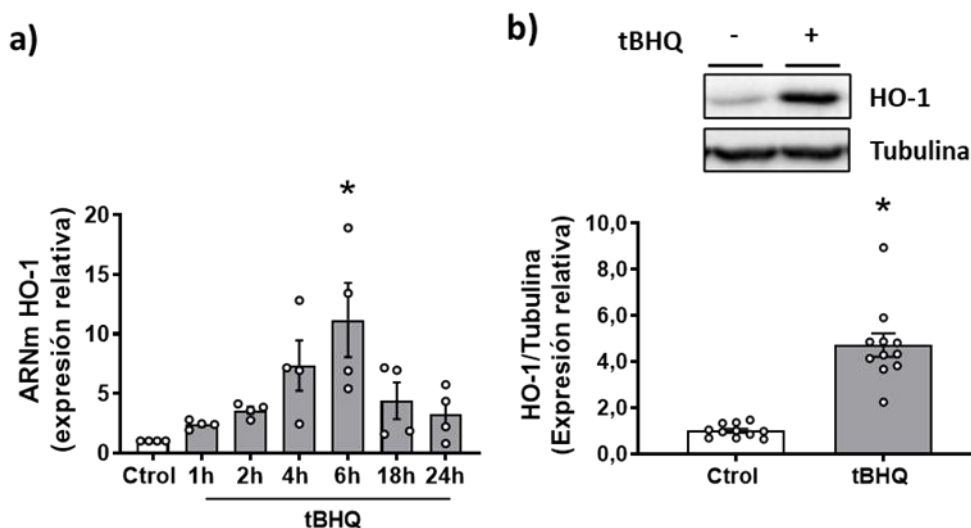 a)
ARNm HO-1
(expresión relativa)
20
15
10
5
0
*
Ctrol 1h 2h 4h 6h 18h 24h
tBHQ
b)
tBHQ - +
HO-1
Tubulina
HO-1/Tubulina
(Expresión relativa)
10,0
8,0
6,0
4,0
2,0
0,0
*
Ctrol tBHQ